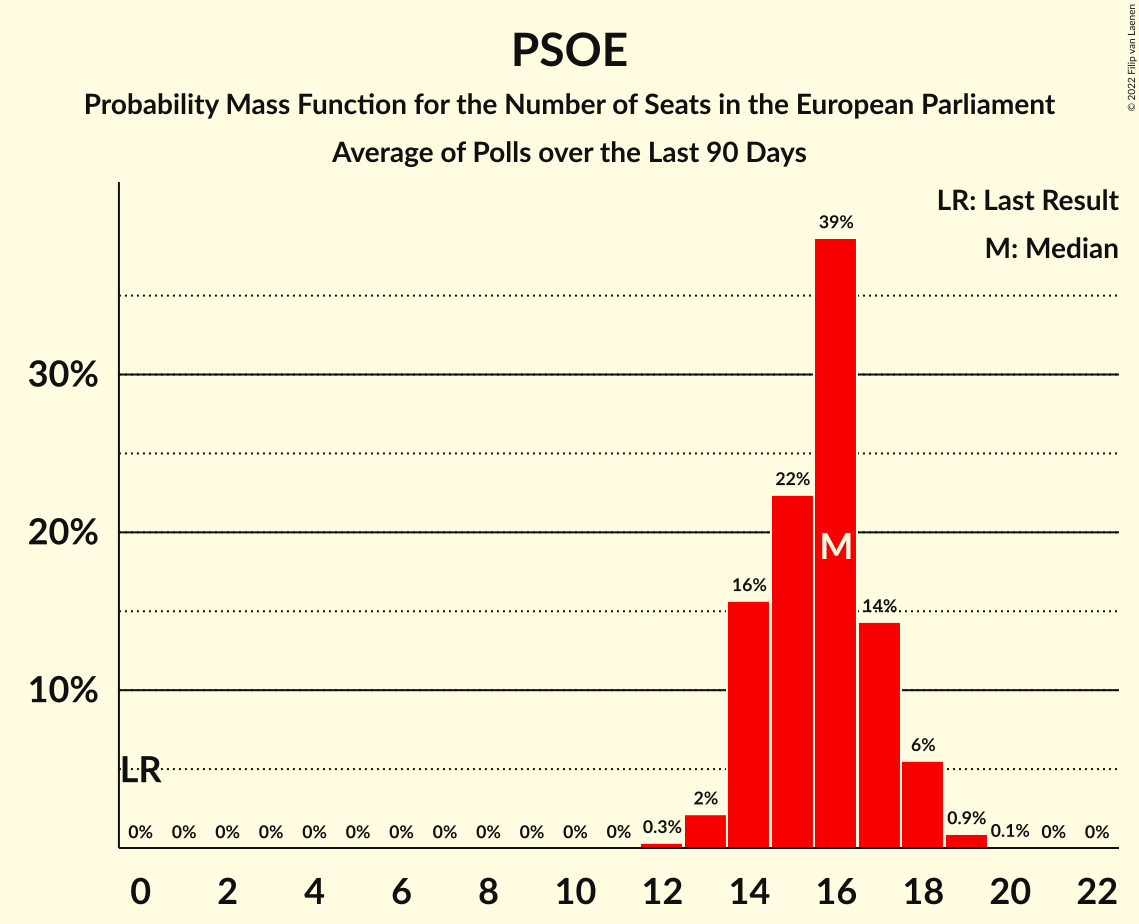 PSOE
Probability Mass Function for the Number of Seats in the European Parliament
Average of Polls over the Last 90 Days
© 2022 Filip van Laenen
LR: Last Result
M: Median
30%
20%
10%
LR
M
0% 0% 0% 0% 0% 0% 0% 0% 0% 0% 0% 0% 0.3% 2% 16% 22% 39% 14% 6% 0.9% 0.1% 0% 0%
0 2 4 6 8 10 12 14 16 18 20 22